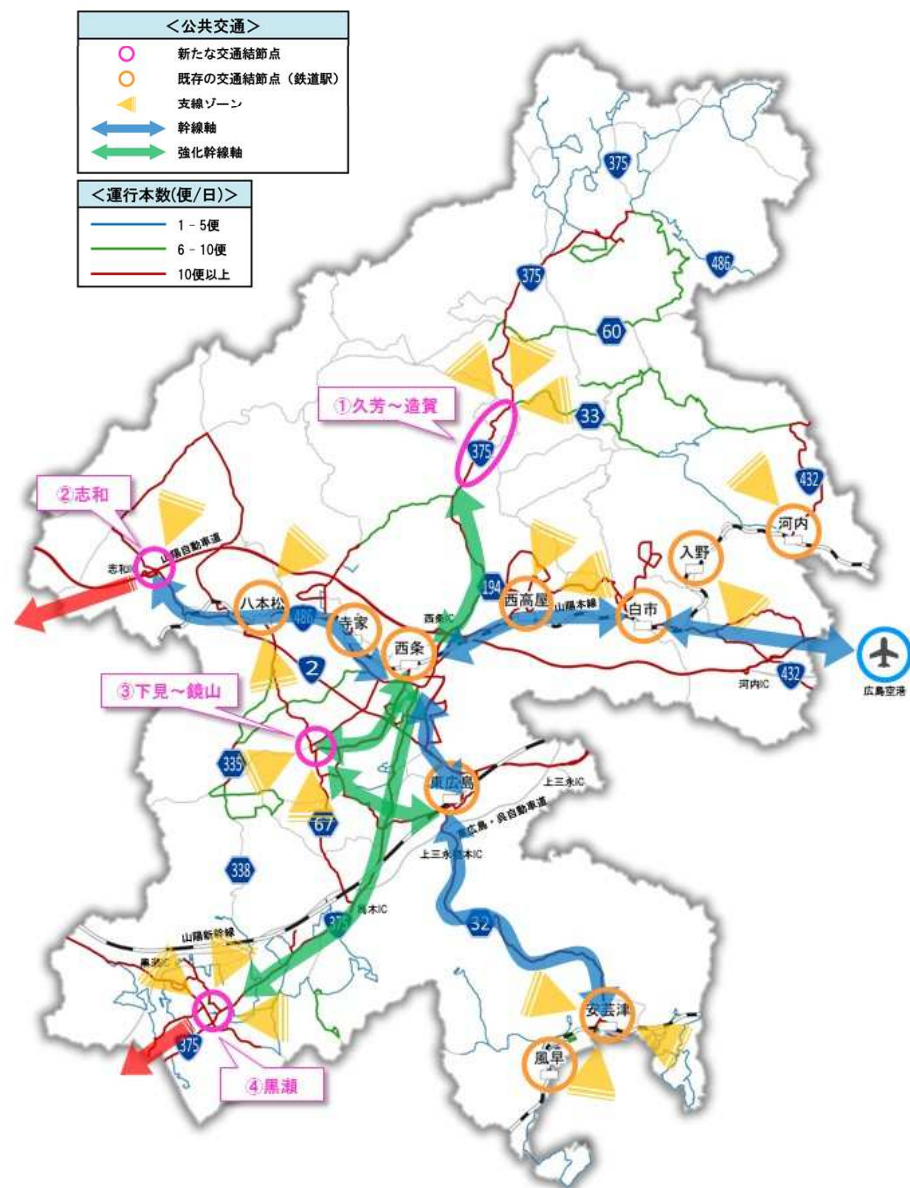 ＜公共交通＞
新たな交通結節点
既存の交通結節点（鉄道駅）
支線ゾーン
幹線軸
強化幹線軸
＜運行本数(便/日)＞
1‐5便
6‐10便
10便以上
375
486
375
60
①久芳～造賀
33
375
432
②志和
河内
山陽自動車道
入野
志和
194
西高屋
八本松
486
寺家
西条IC
山陽本線
白市
西条
2
広島空港
河内IC
432
③下見～鏡山
335
東広島
上三永IC
67
広島・呉自動車道
上三永
338
375
32
山陽新幹線
安芸津
375
風早
④黒瀬